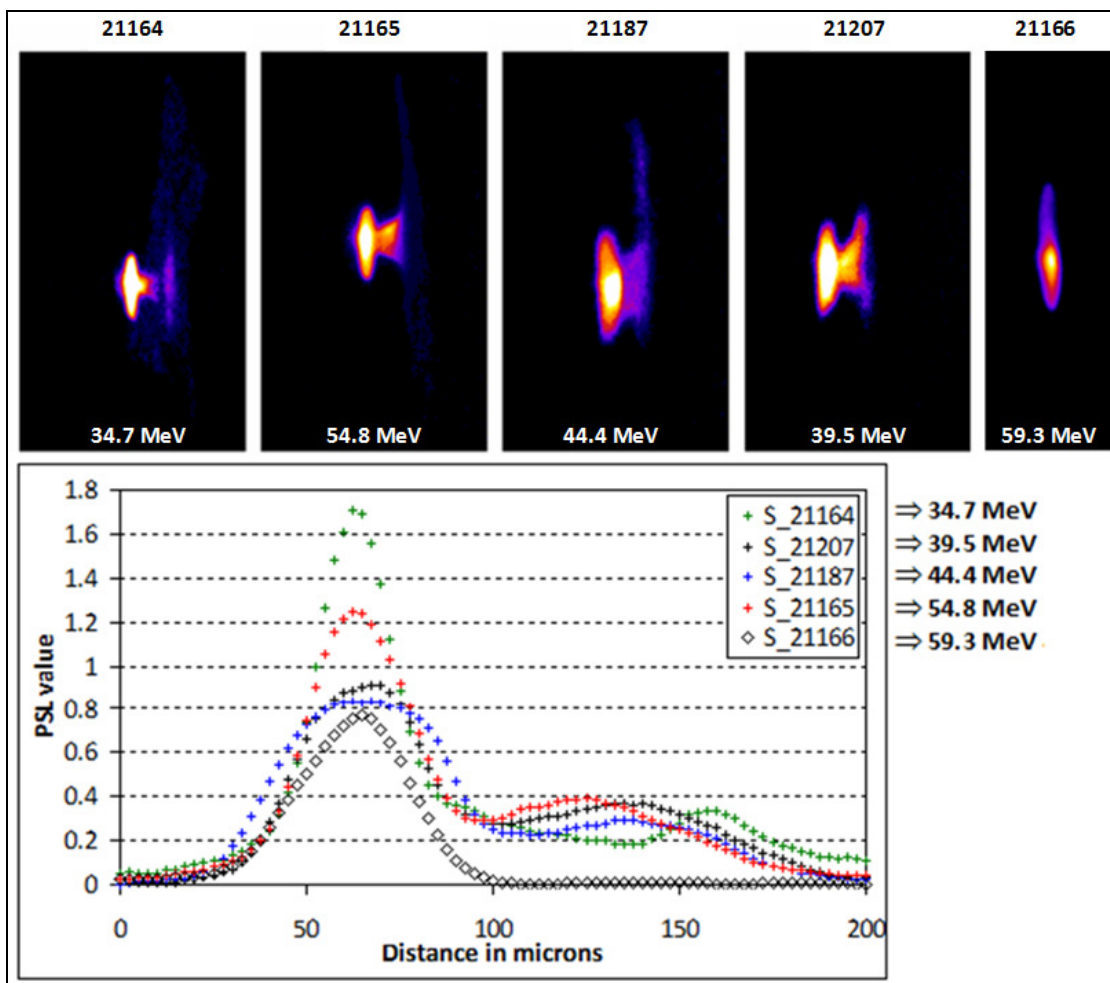 21164 21165 21187 21207 21166
34.7 MeV 54.8 MeV 44.4 MeV 39.5 MeV 59.3 MeV
1.8
1.6
1.4
1.2
1
0.8
0.6
0.4
0.2
0
PSL value
S_21164 ⇒ 34.7 MeV
S_21207 ⇒ 39.5 MeV
S_21187 ⇒ 44.4 MeV
S_21165 ⇒ 54.8 MeV
S_21166 ⇒ 59.3 MeV
0 50 100 150 200
Distance in microns